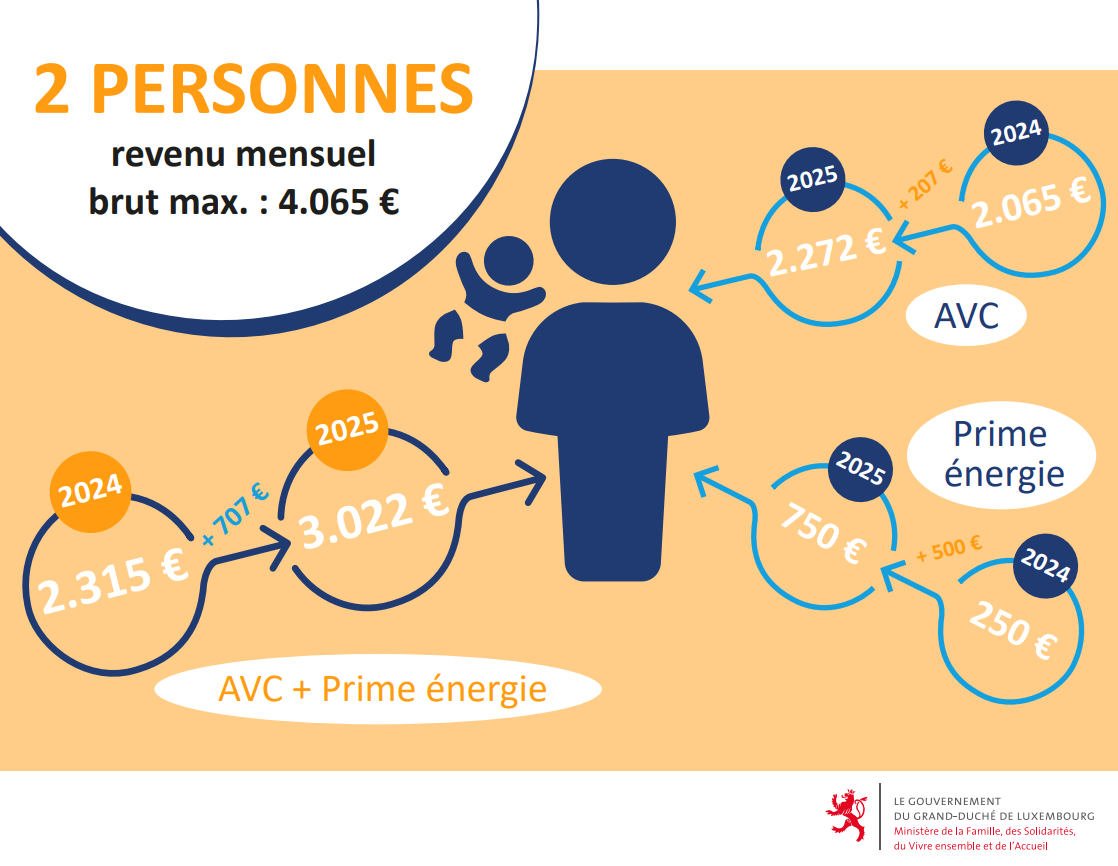 2 PERSONNES
revenu mensuel
brut max. : 4.065 €
2024
2.315 €
+ 707 €
2025
3.022 €
AVC + Prime énergie
2025
2.272 €
+ 207 €
2024
2.065 €
AVC
Prime
énergie
2025
750 €
+ 500 €
2024
250 €
LE GOUVERNEMENT
DU GRAND-DUCHÉ DE LUXEMBOURG
Ministère de la Famille, des Solidarités,
du Vivre ensemble et de l'Accueil